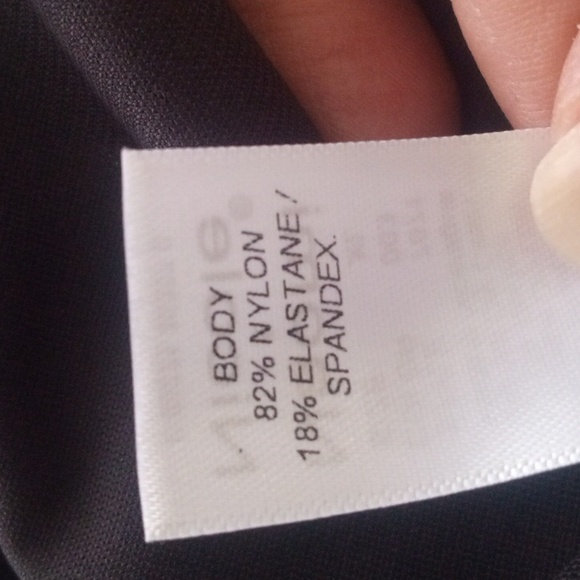 BODY
82% NYLON
18% ELASTANE /
SPANDEX.